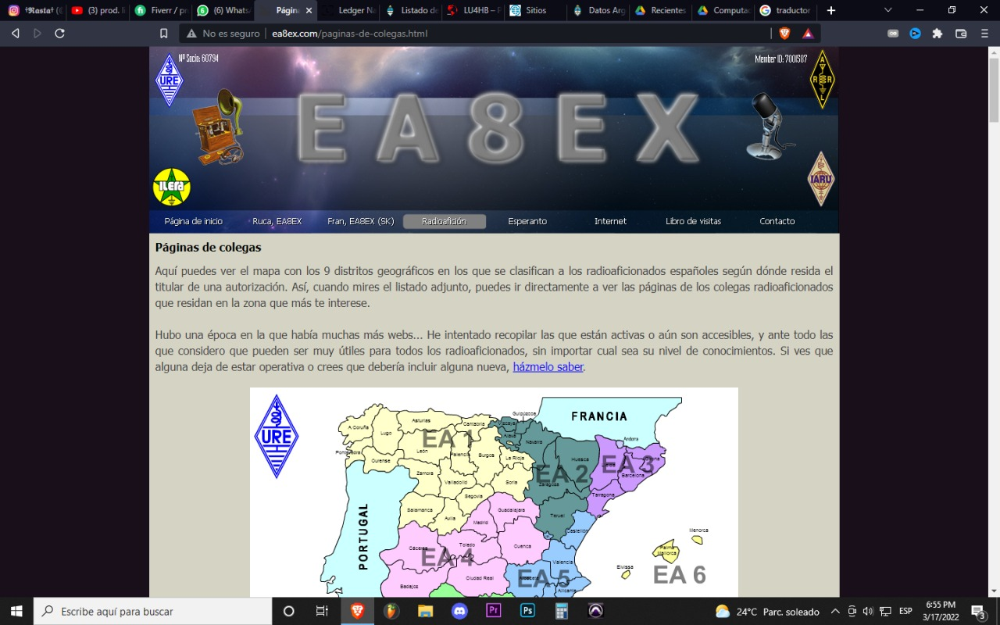 †Rasta† (@
(3) prod. l
Fiverr / pr
(6) Whats
Págin
Ledger Na
Listado de
LU4HB – P
Sitios
Datos Arg
Recientes
Computac
traductor
No es seguro
ea8ex.com/paginas-de-colegas.html
Nº Socio: 60794
Member ID: 7001587
URE
EA8EX
ARRL
ILERA
IARU
Página de inicio
Ruca, EA8EX
Fran, EA8EX (SK)
Radioafición
Esperanto
Internet
Libro de visitas
Contacto
Páginas de colegas
Aquí puedes ver el mapa con los 9 distritos geográficos en los que se clasifican a los radioaficionados españoles según dónde resida el
titular de una autorización. Así, cuando mires el listado adjunto, puedes ir directamente a ver las páginas de los colegas radioaficionados
que residan en la zona que más te interese.
Hubo una época en la que había muchas más webs... He intentado recopilar las que están activas o aún son accesibles, y ante todo las
que considero que pueden ser muy útiles para todos los radioaficionados, sin importar cual sea su nivel de conocimientos. Si ves que
alguna deja de estar operativa o crees que debería incluir alguna nueva, házmelo saber.
URE
FRANCIA
Guipúzcoa
Asturias
Cantabria
Vizcaya
A.Coruña
Lugo
Álava
Navarra
Andorra
EA 1
León
Palencia
Burgos
La Rioja
Huesca
EA 3
Pontevedra
Ourense
Barcelona
EA 2
Zamora
Valladolid
Soria
Zaragoza
Tarragona
Segovia
Salamanca
Avila
Guadalajara
Teruel
Madrid
Castellón
Menorca
PORTUGAL
Cáceres
Toledo
Cuenca
Palma
Mallorca
EA 4
Valencia
Eivissa
EA 6
EA 5
Badajoz
Ciudad Real
Albacete
Alicante
Escribe aquí para buscar
Pr
Ps
24°C Parc. soleado
ESP
6:55 PM
3/17/2022
3